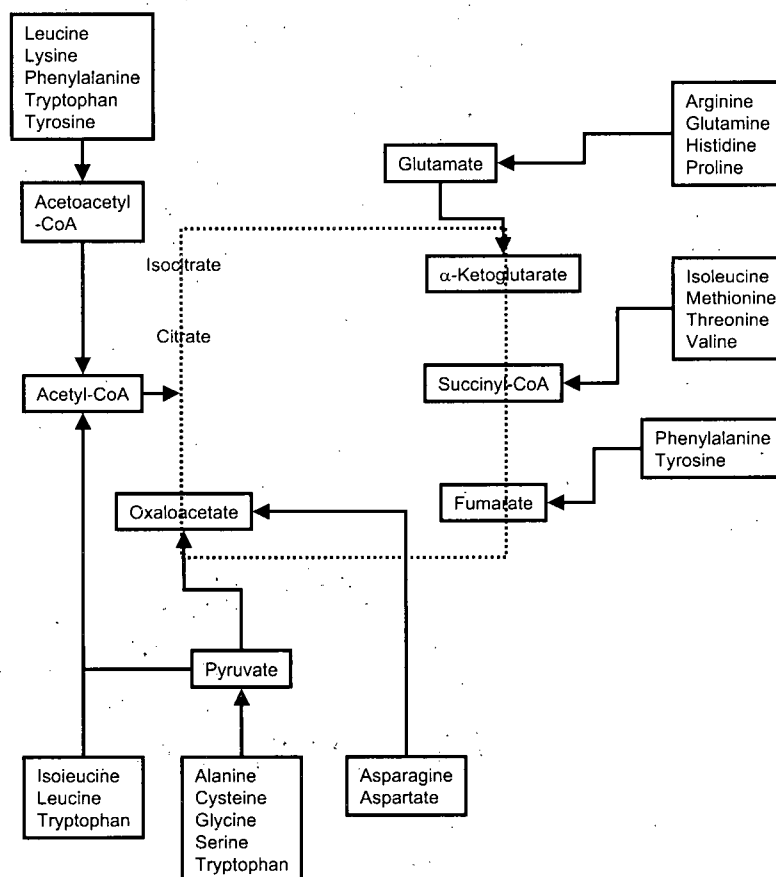 Leucine
Lysine
Phenylalanine
Tryptophan
Tyrosine
Arginine
Glutamine
Histidine
Proline
Glutamate
Acetoacetyl
-CoA
Isocitrate
α-Ketoglutarate
Isoleucine
Methionine
Threonine
Valine
Citrate
Acetyl-CoA
Succinyl-CoA
Phenylalanine
Tyrosine
Oxaloacetate
Fumarate
Pyruvate
Isoieucine
Leucine
Tryptophan
Alanine
Cysteine
Glycine
Serine
Tryptophan
Asparagine
Aspartate